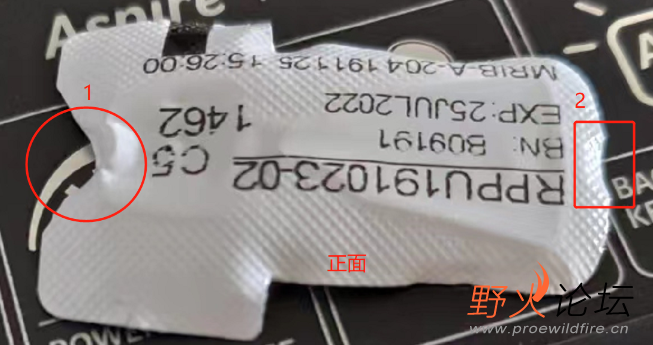 Aspire
1
2
RPPU191023-02
C5
BN: B09191
1462
EXP:25JUL2022
MRIB-A-204 191125 15:26:00
正面
POWER
野火论坛
www.proewildfire.cn